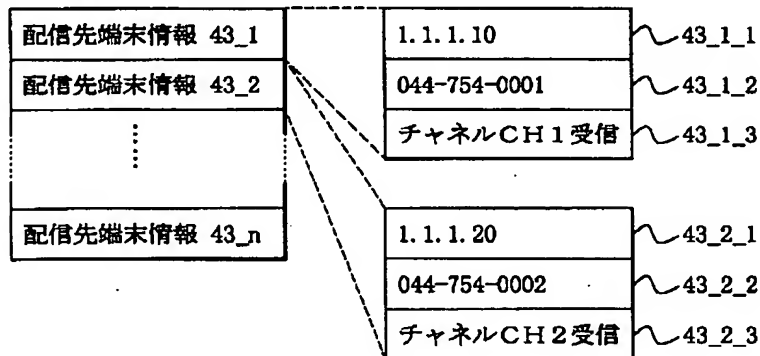 配信先端末情報 43_1
配信先端末情報 43_2
配信先端末情報 43_n
1.1.1.10 43_1_1
044-754-0001 43_1_2
チャネルCH1受信 43_1_3
1.1.1.20 43_2_1
044-754-0002 43_2_2
チャネルCH2受信 43_2_3